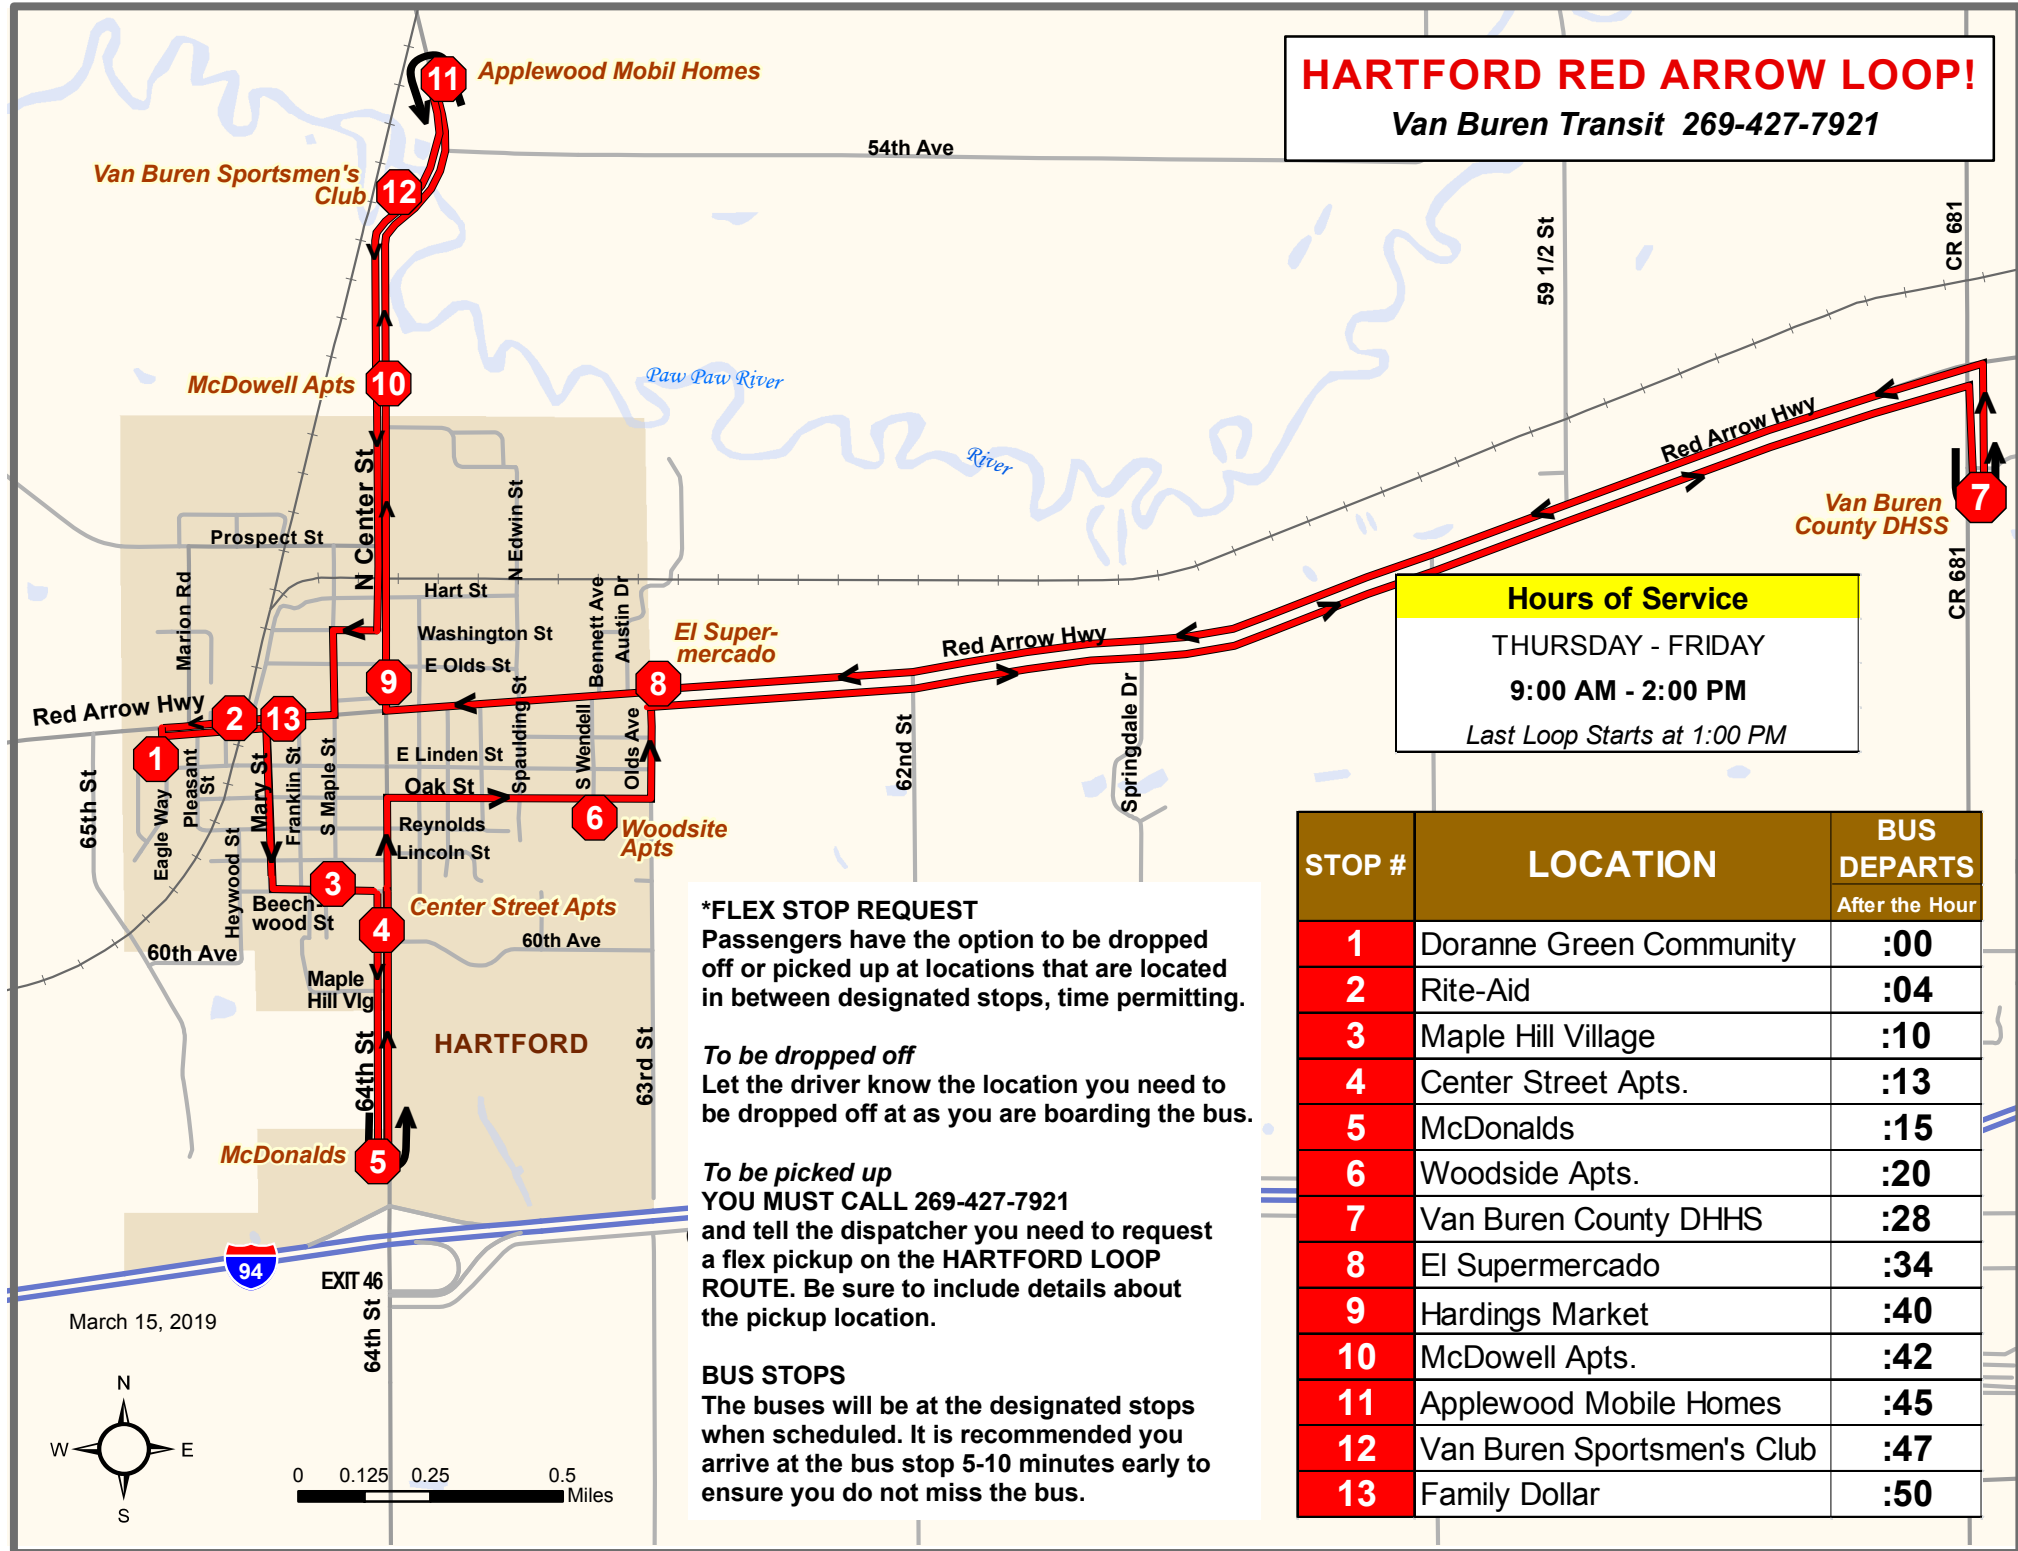 HARTFORD RED ARROW LOOP!
Van Buren Transit 269-427-7921
11
Applewood Mobil Homes
54th Ave
Van Buren Sportsmen's
Club
12
CR 681
59 1/2 St
McDowell Apts
10
Paw Paw River
River
Red Arrow Hwy
Van Buren
County DHSS
7
CR 681
N Center St
N Edwin St
Prospect St
Marion Rd
Hart St
Bennett Ave
Austin Dr
Washington St
E Olds St
El Super-
mercado
Red Arrow Hwy
9
8
Red Arrow Hwy
2
13
1
Spaulding St
S Wendell
Olds Ave
62nd St
Springdale Dr
E Linden St
Oak St
65th St
Eagle Way
Pleasant
St
Mary St
Franklin St
S Maple St
Heywood St
6
Woodsite
Apts
Reynolds
Lincoln St
3
Beech-
wood St
4
Center Street Apts
60th Ave
60th Ave
Maple
Hill Vlg
HARTFORD
64th St
63rd St
McDonalds
5
94
EXIT 46
64th St
March 15, 2019
N
W
E
S
0 0.125 0.25 0.5
Miles
Hours of Service
THURSDAY - FRIDAY
9:00 AM - 2:00 PM
Last Loop Starts at 1:00 PM
*FLEX STOP REQUEST
Passengers have the option to be dropped
off or picked up at locations that are located
in between designated stops, time permitting.
To be dropped off
Let the driver know the location you need to
be dropped off at as you are boarding the bus.
To be picked up
YOU MUST CALL 269-427-7921
and tell the dispatcher you need to request
a flex pickup on the HARTFORD LOOP
ROUTE. Be sure to include details about
the pickup location.
BUS STOPS
The buses will be at the designated stops
when scheduled. It is recommended you
arrive at the bus stop 5-10 minutes early to
ensure you do not miss the bus.
STOP # LOCATION BUS
DEPARTS
After the Hour
1 Doranne Green Community :00
2 Rite-Aid :04
3 Maple Hill Village :10
4 Center Street Apts. :13
5 McDonalds :15
6 Woodside Apts. :20
7 Van Buren County DHHS :28
8 El Supermercado :34
9 Hardings Market :40
10 McDowell Apts. :42
11 Applewood Mobile Homes :45
12 Van Buren Sportsmen's Club :47
13 Family Dollar :50